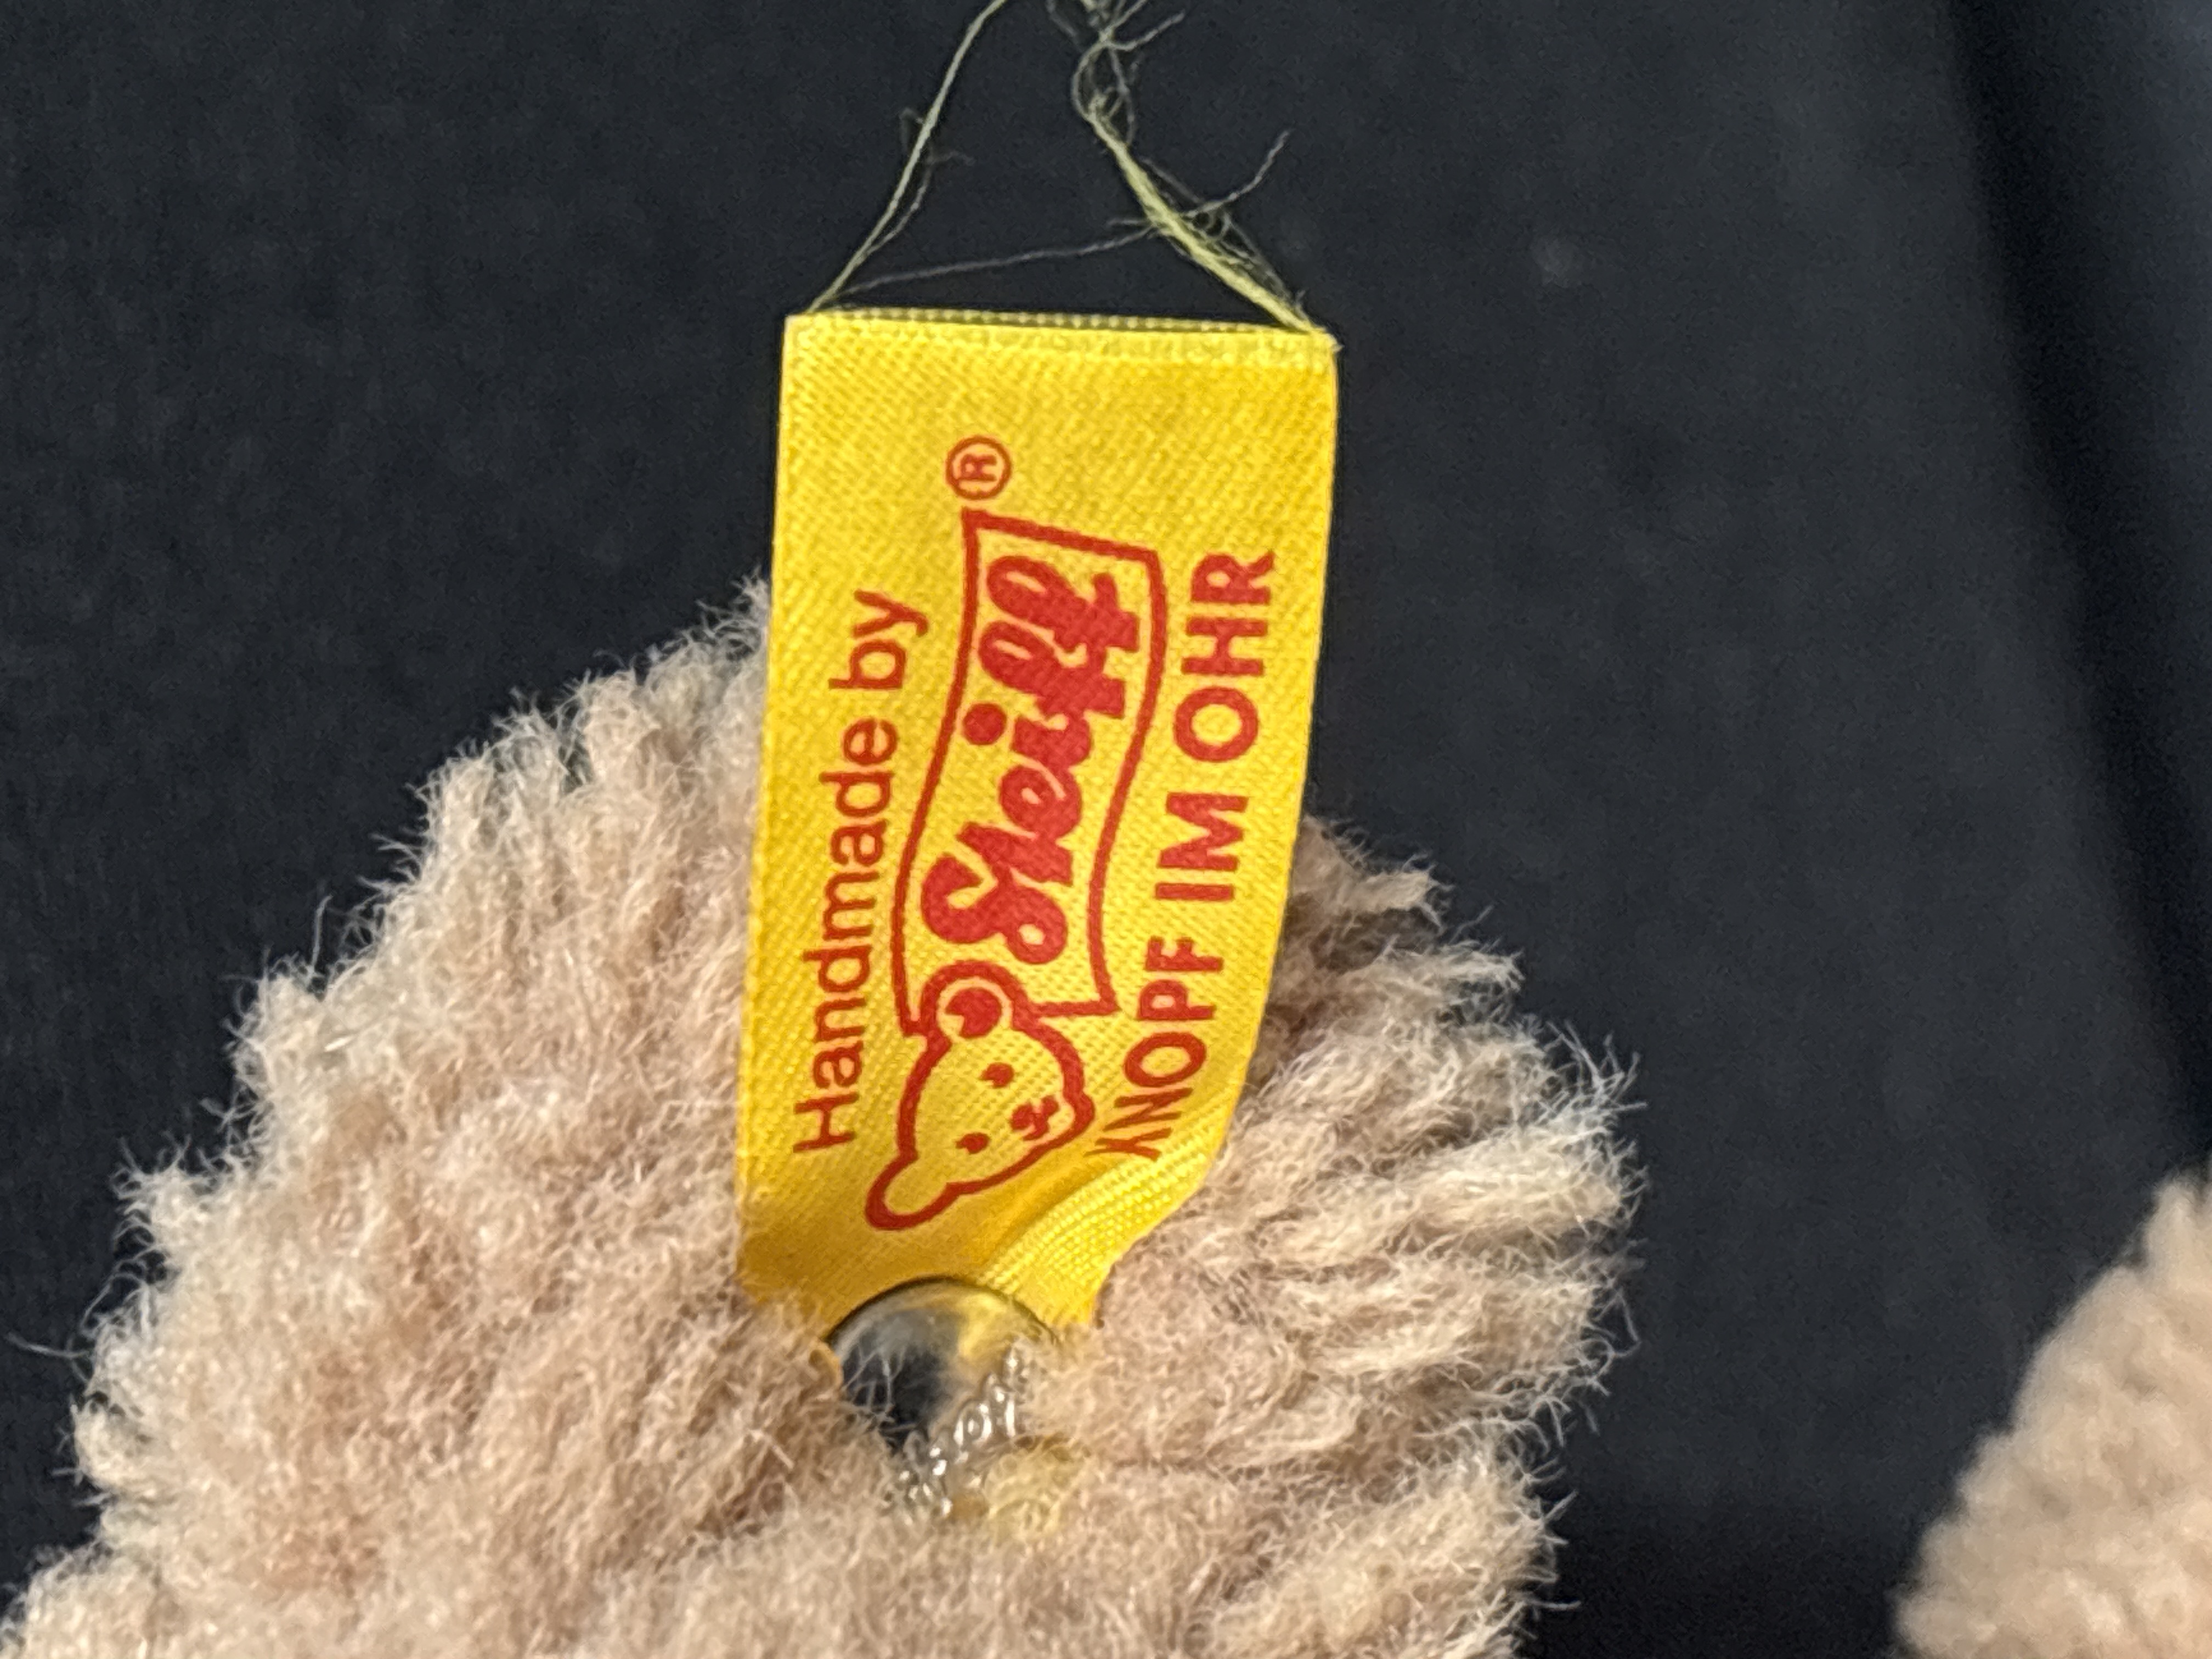 Handmade by
Steiff®
KNOPF IM OHR